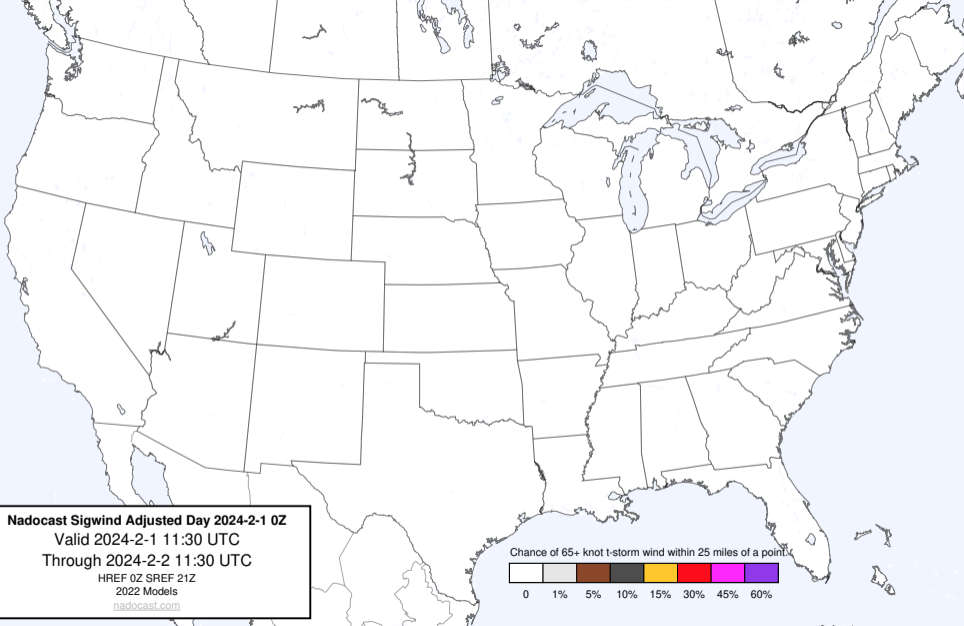 Nadocast Sigwind Adjusted Day 2024-2-1 0Z
Valid 2024-2-1 11:30 UTC
Through 2024-2-2 11:30 UTC
HREF 0Z SREF 21Z
2022 Models
nadocast.com
Chance of 65+ knot t-storm wind within 25 miles of a point.
0 1% 5% 10% 15% 30% 45% 60%